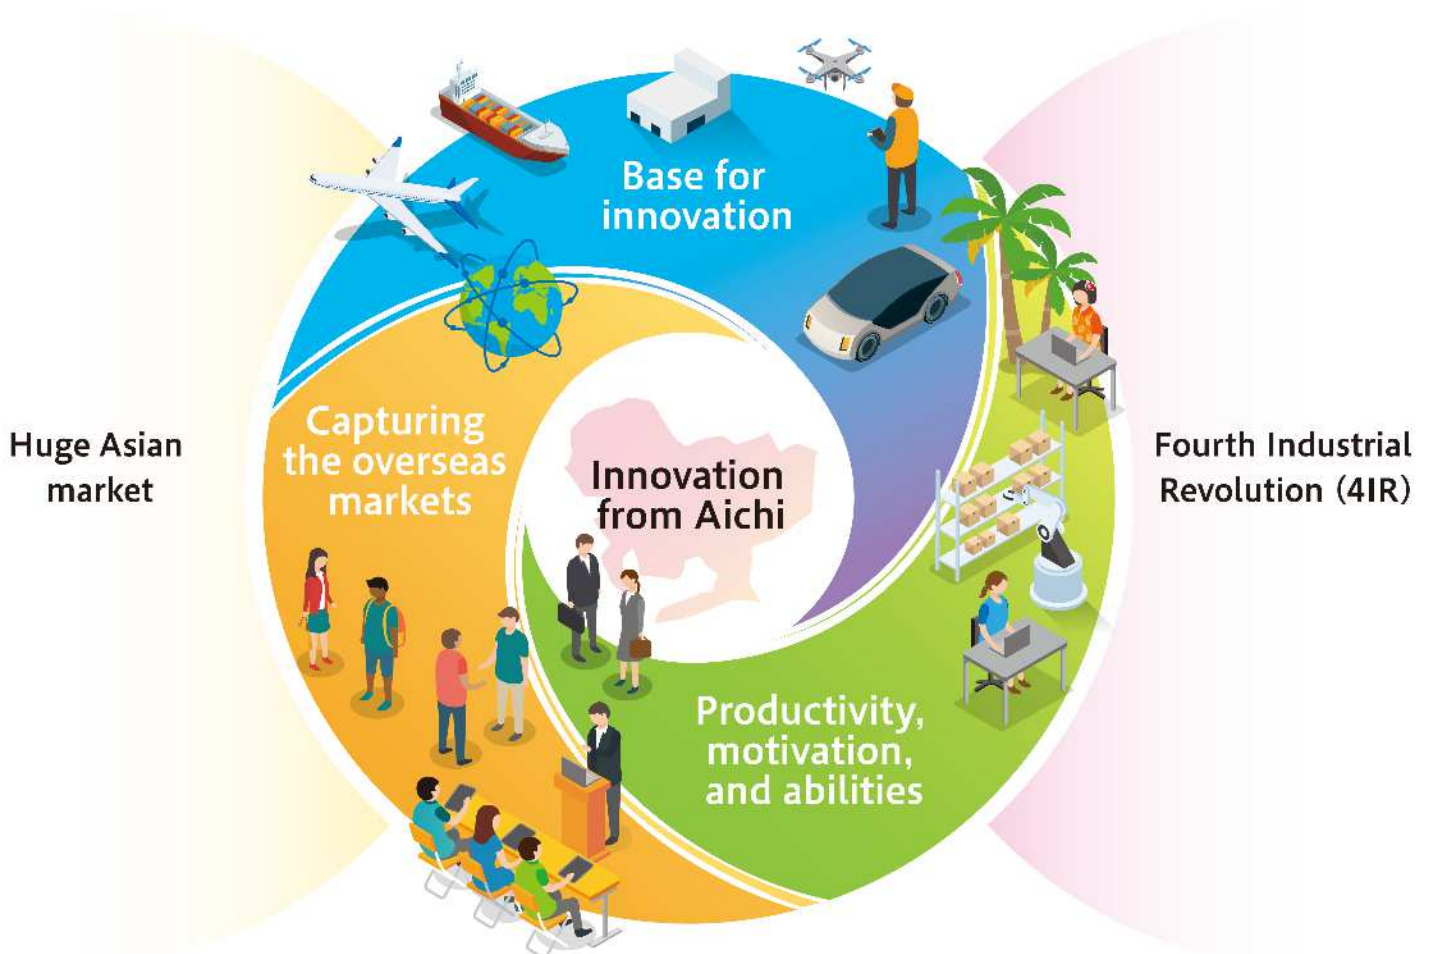 Base for
innovation
Huge Asian
market
Capturing
the overseas
markets
Innovation
from Aichi
Fourth Industrial
Revolution (4IR)
Productivity,
motivation,
and abilities